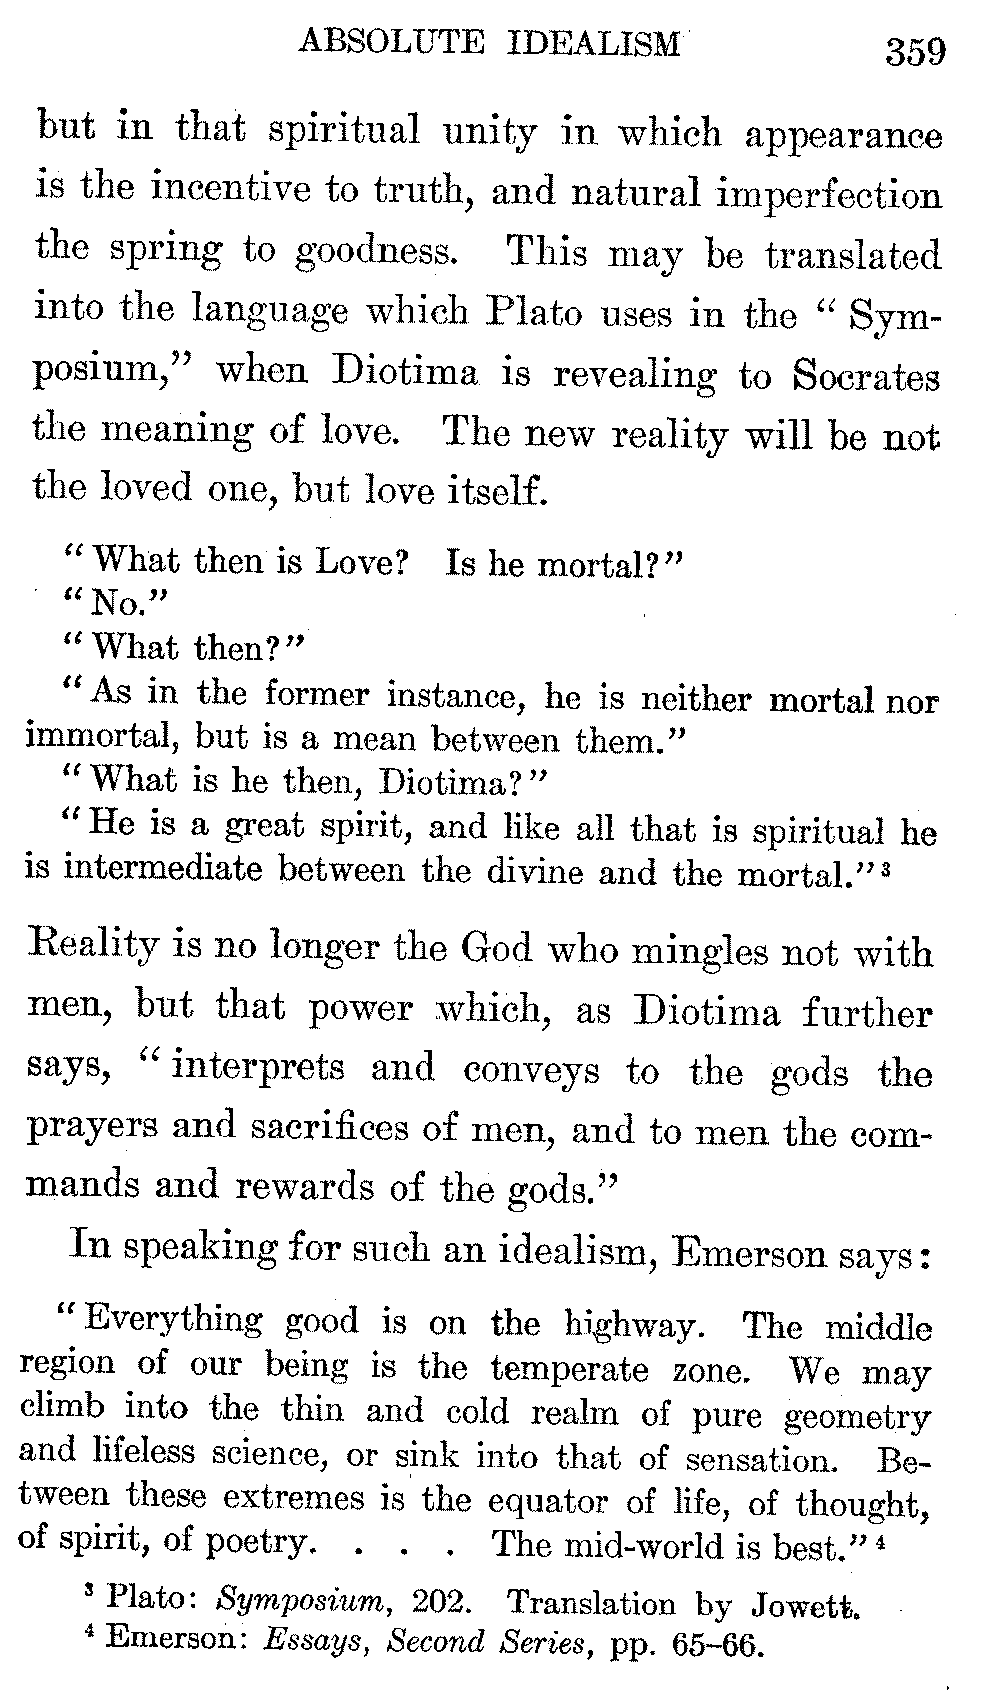 ABSOLUTE IDEALISM 359
but in that spiritual unity in which appearance
is the incentive to truth, and natural imperfection
the spring to goodness. This may be translated
into the language which Plato uses in the “ Sym-
posium,” when Diotima is revealing to Socrates
the meaning of love. The new reality will be not
the loved one, but love itself.
“ What then is Love? Is he mortal?”
“ No.”
“ What then?”
“ As in the former instance, he is neither mortal nor
immortal, but is a mean between them.”
“ What is he then, Diotima?”
“ He is a great spirit, and like all that is spiritual he
is intermediate between the divine and the mortal.” ³
Reality is no longer the God who mingles not with
men, but that power which, as Diotima further
says, “ interprets and conveys to the gods the
prayers and sacrifices of men, and to men the com-
mands and rewards of the gods.”
In speaking for such an idealism, Emerson says:
“ Everything good is on the highway. The middle
region of our being is the temperate zone. We may
climb into the thin and cold realm of pure geometry
and lifeless science, or sink into that of sensation. Be-
tween these extremes is the equator of life, of thought,
of spirit, of poetry. . . . . The mid-world is best.” ⁴
³ Plato: Symposium, 202. Translation by Jowett.
⁴ Emerson: Essays, Second Series, pp. 65–66.